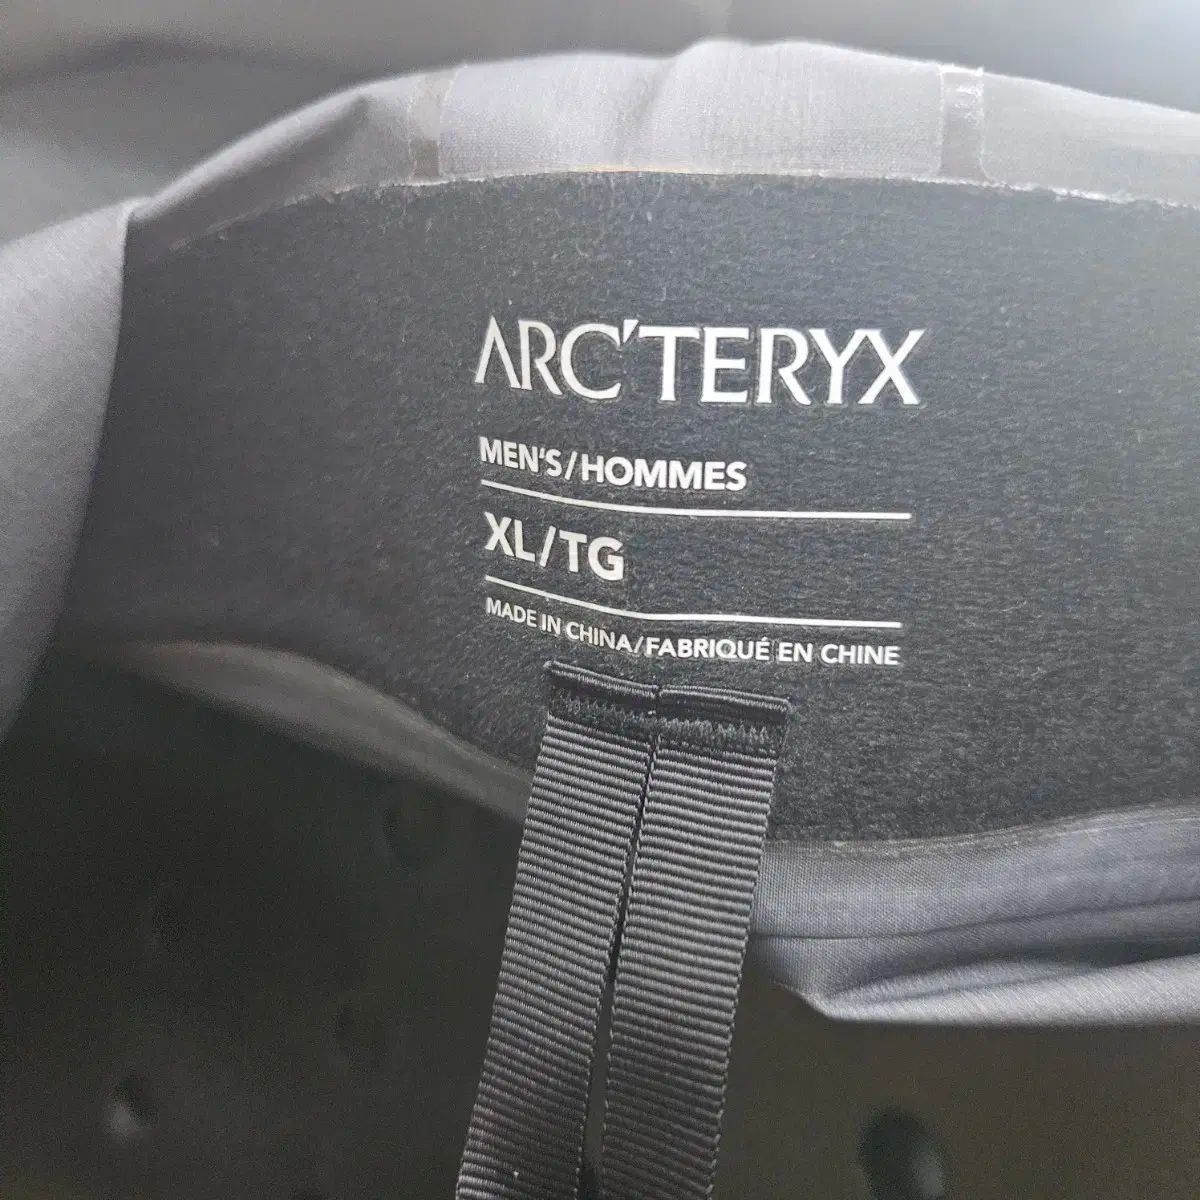 ARC'TERYX
MEN'S/HOMMES
XL/TG
MADE IN CHINA/FABRIQUÉ EN CHINE